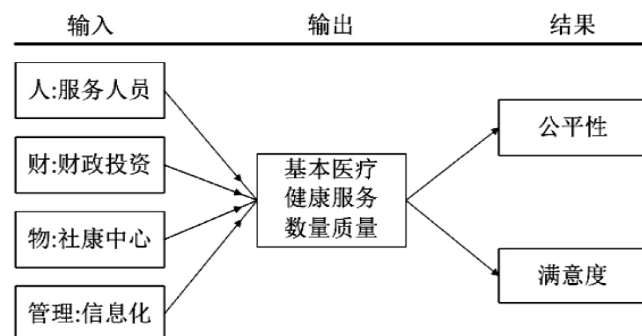 输入
输出
结果
人:服务人员
财:财政投资
物:社康中心
管理:信息化
基本医疗
健康服务
数量质量
公平性
满意度